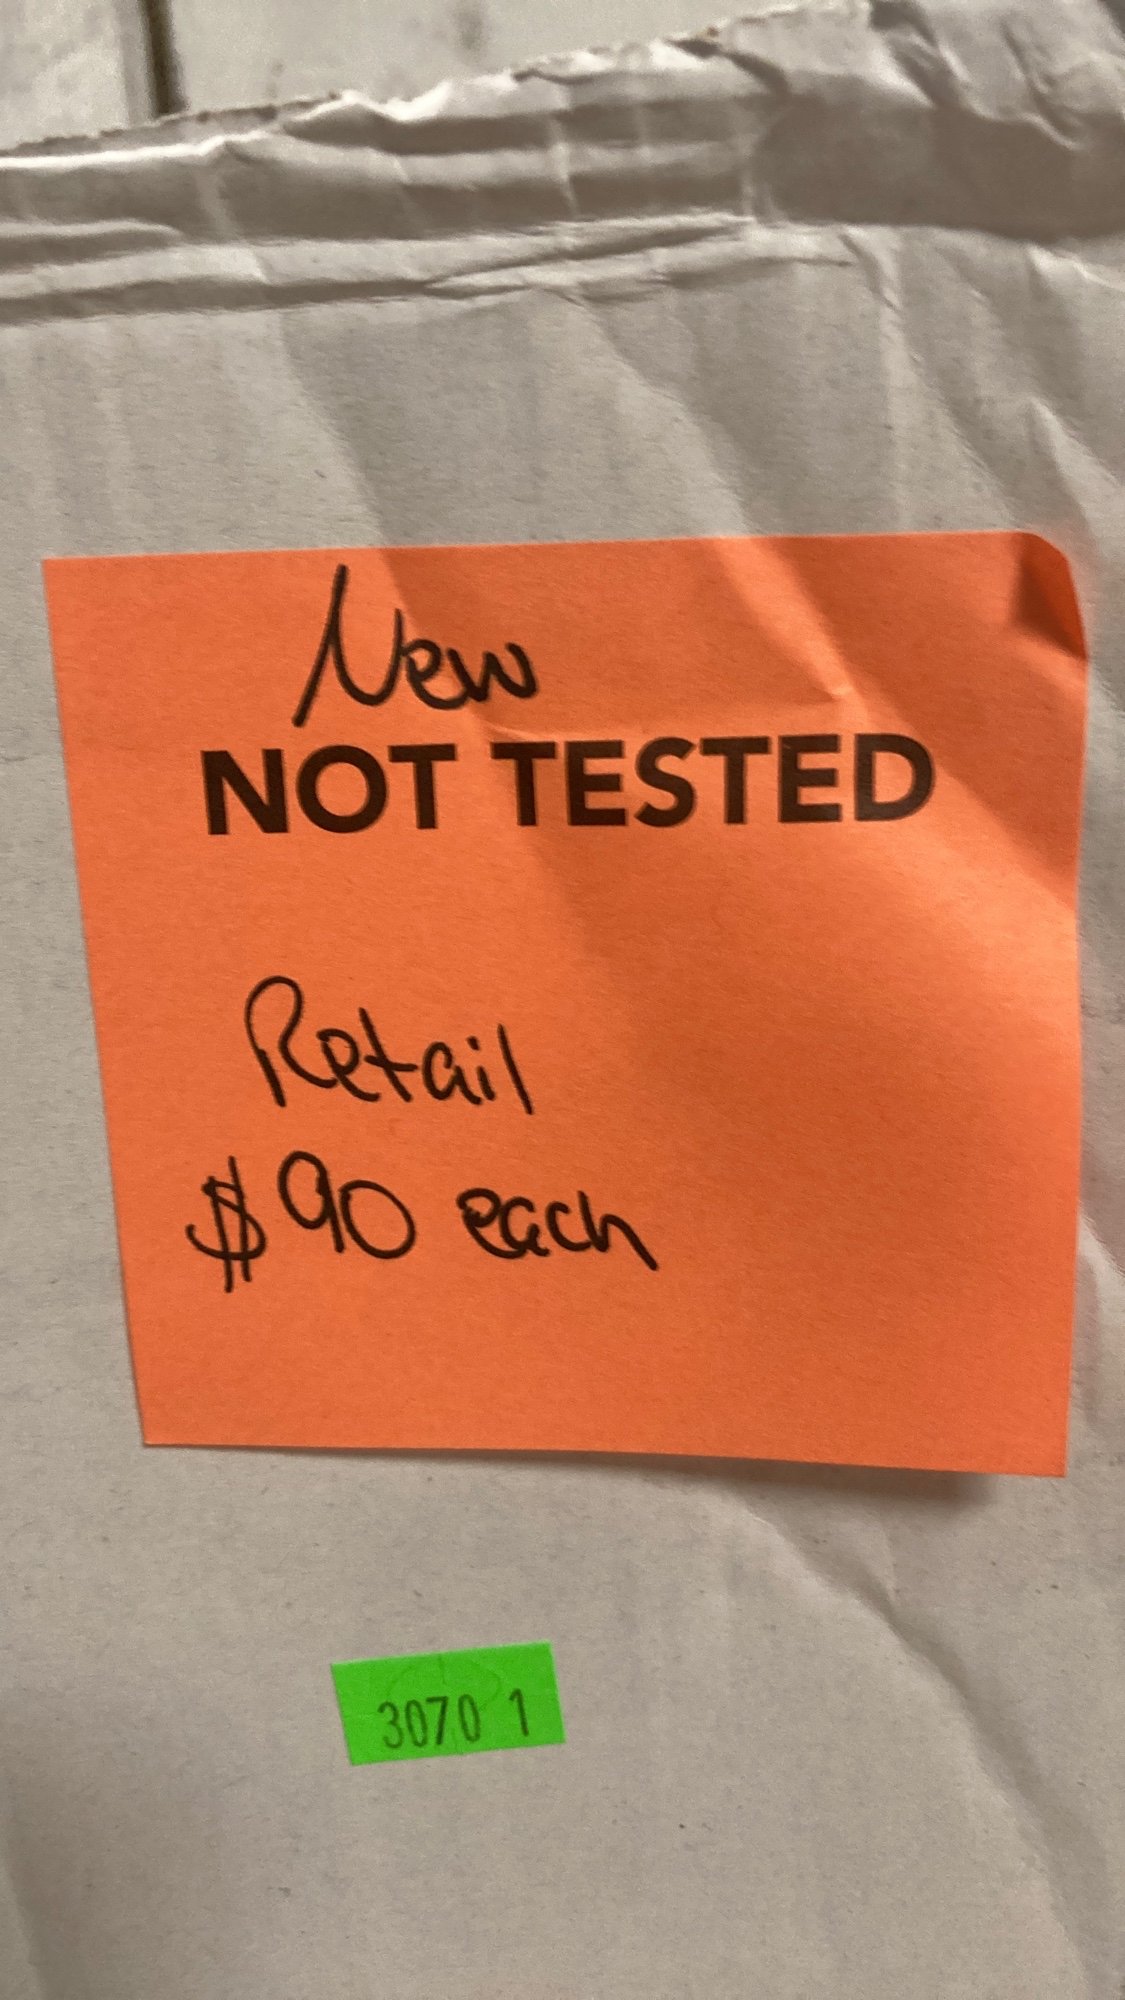 New
NOT TESTED
Retail
$90 each
3070 1